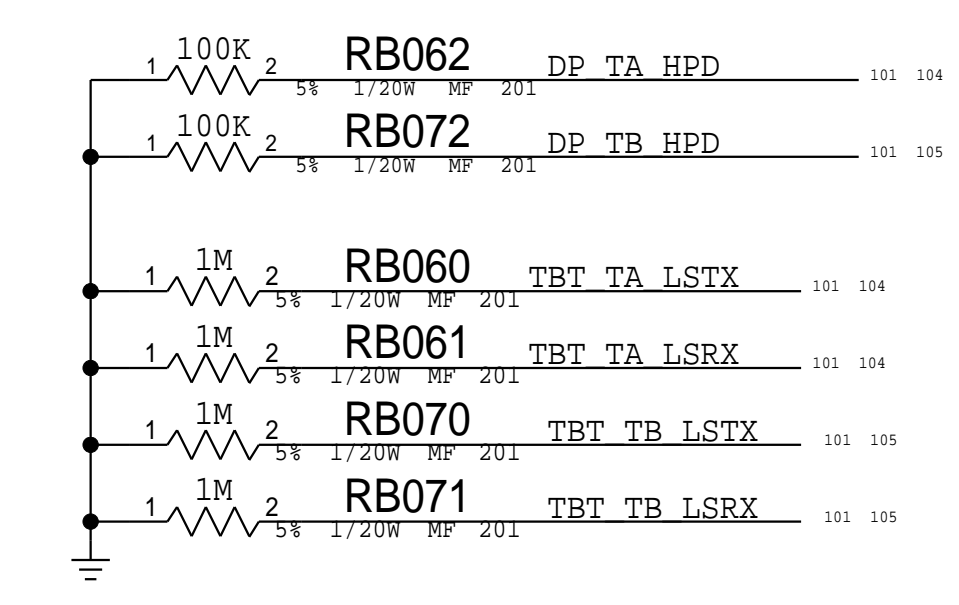 100K RB062
1 2 DP_TA_HPD 101 104
5% 1/20W MF 201
100K RB072
1 2 DP_TB_HPD 101 105
5% 1/20W MF 201
1M RB060
1 2 TBT_TA_LSTX 101 104
5% 1/20W MF 201
1M RB061
1 2 TBT_TA_LSRX 101 104
5% 1/20W MF 201
1M RB070
1 2 TBT_TB_LSTX 101 105
5% 1/20W MF 201
1M RB071
1 2 TBT_TB_LSRX 101 105
5% 1/20W MF 201